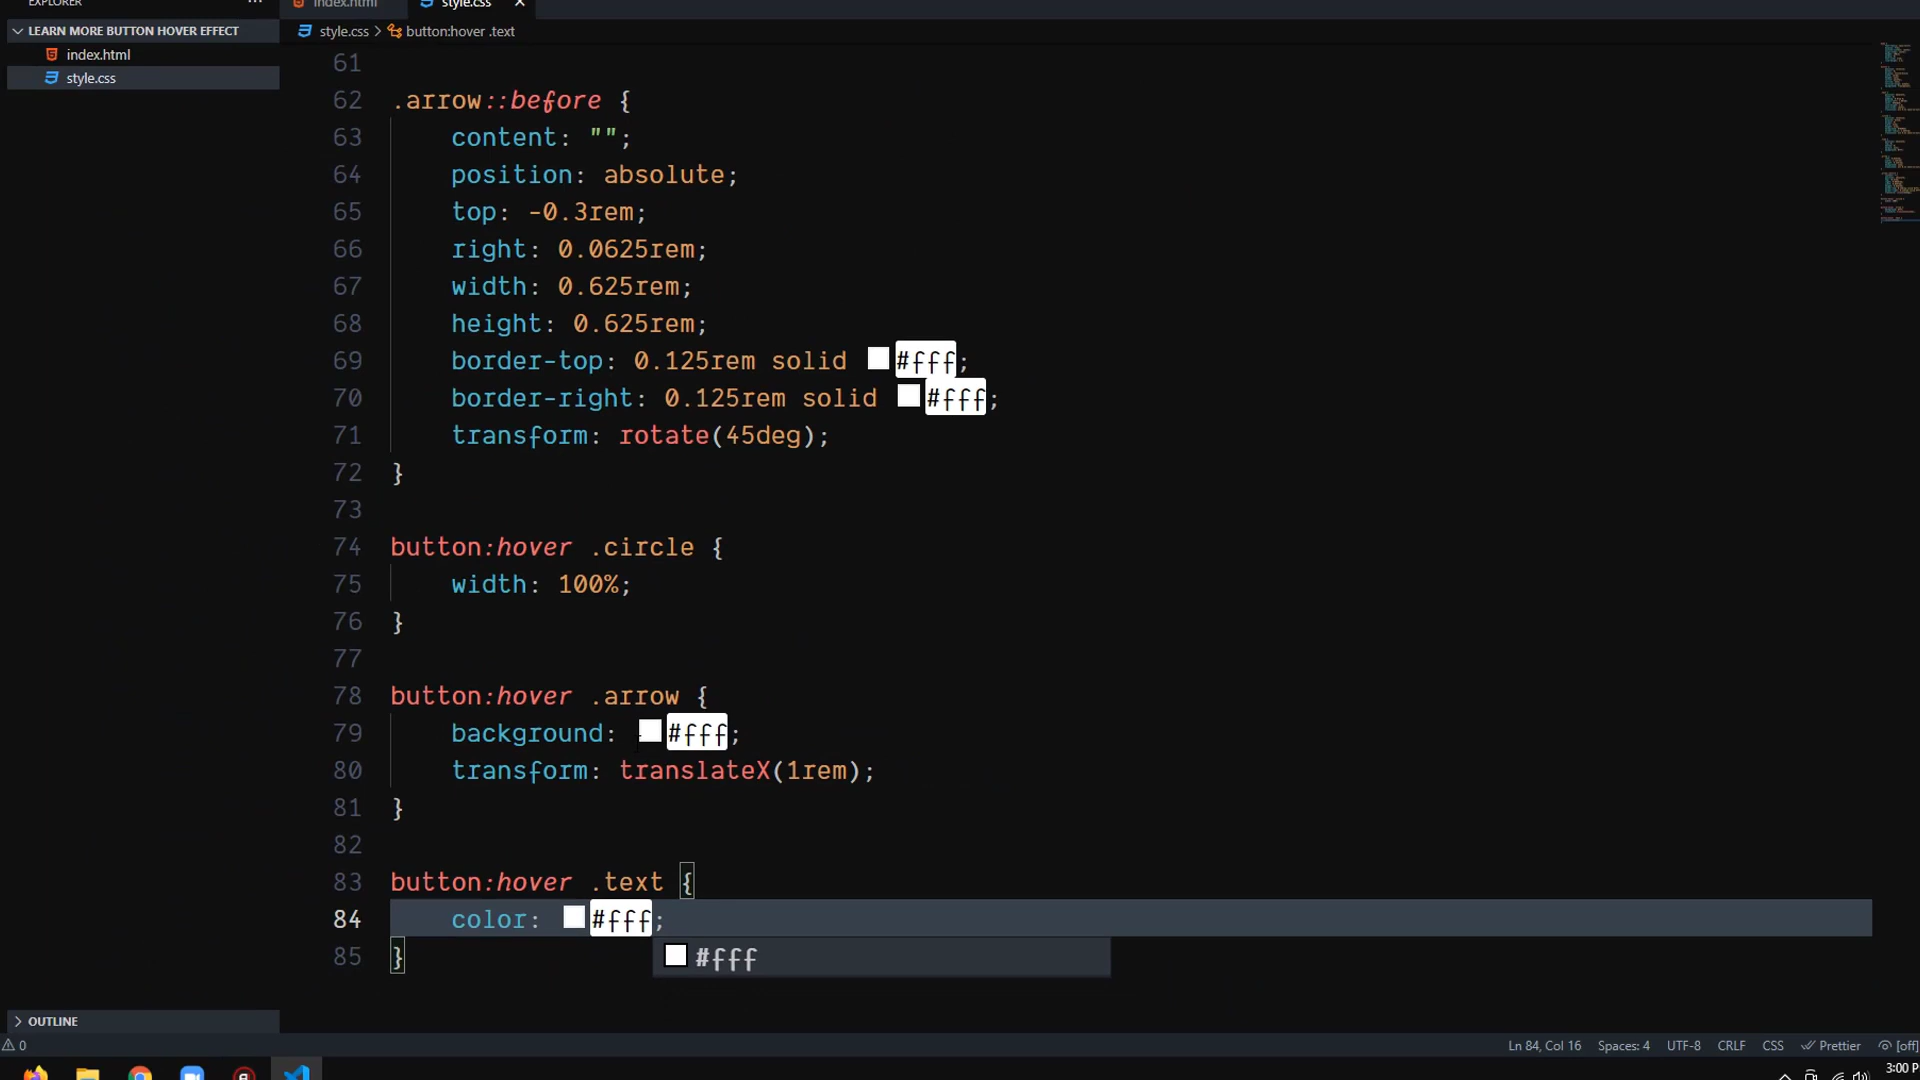 EXPLORER ...
index.html
style.css ×
LEARN MORE BUTTON HOVER EFFECT
style.css > button:hover .text
index.html
style.css
61
62 .arrow::before {
63 content: "";
64 position: absolute;
65 top: -0.3rem;
66 right: 0.0625rem;
67 width: 0.625rem;
68 height: 0.625rem;
69 border-top: 0.125rem solid #fff;
70 border-right: 0.125rem solid #fff;
71 transform: rotate(45deg);
72 }
73
74 button:hover .circle {
75 width: 100%;
76 }
77
78 button:hover .arrow {
79 background: #fff;
80 transform: translateX(1rem);
81 }
82
83 button:hover .text {
84 color: #fff;
85 }
#fff
OUTLINE
0
Ln 84, Col 16 Spaces: 4 UTF-8 CRLF CSS Prettier [off]
3:00 P